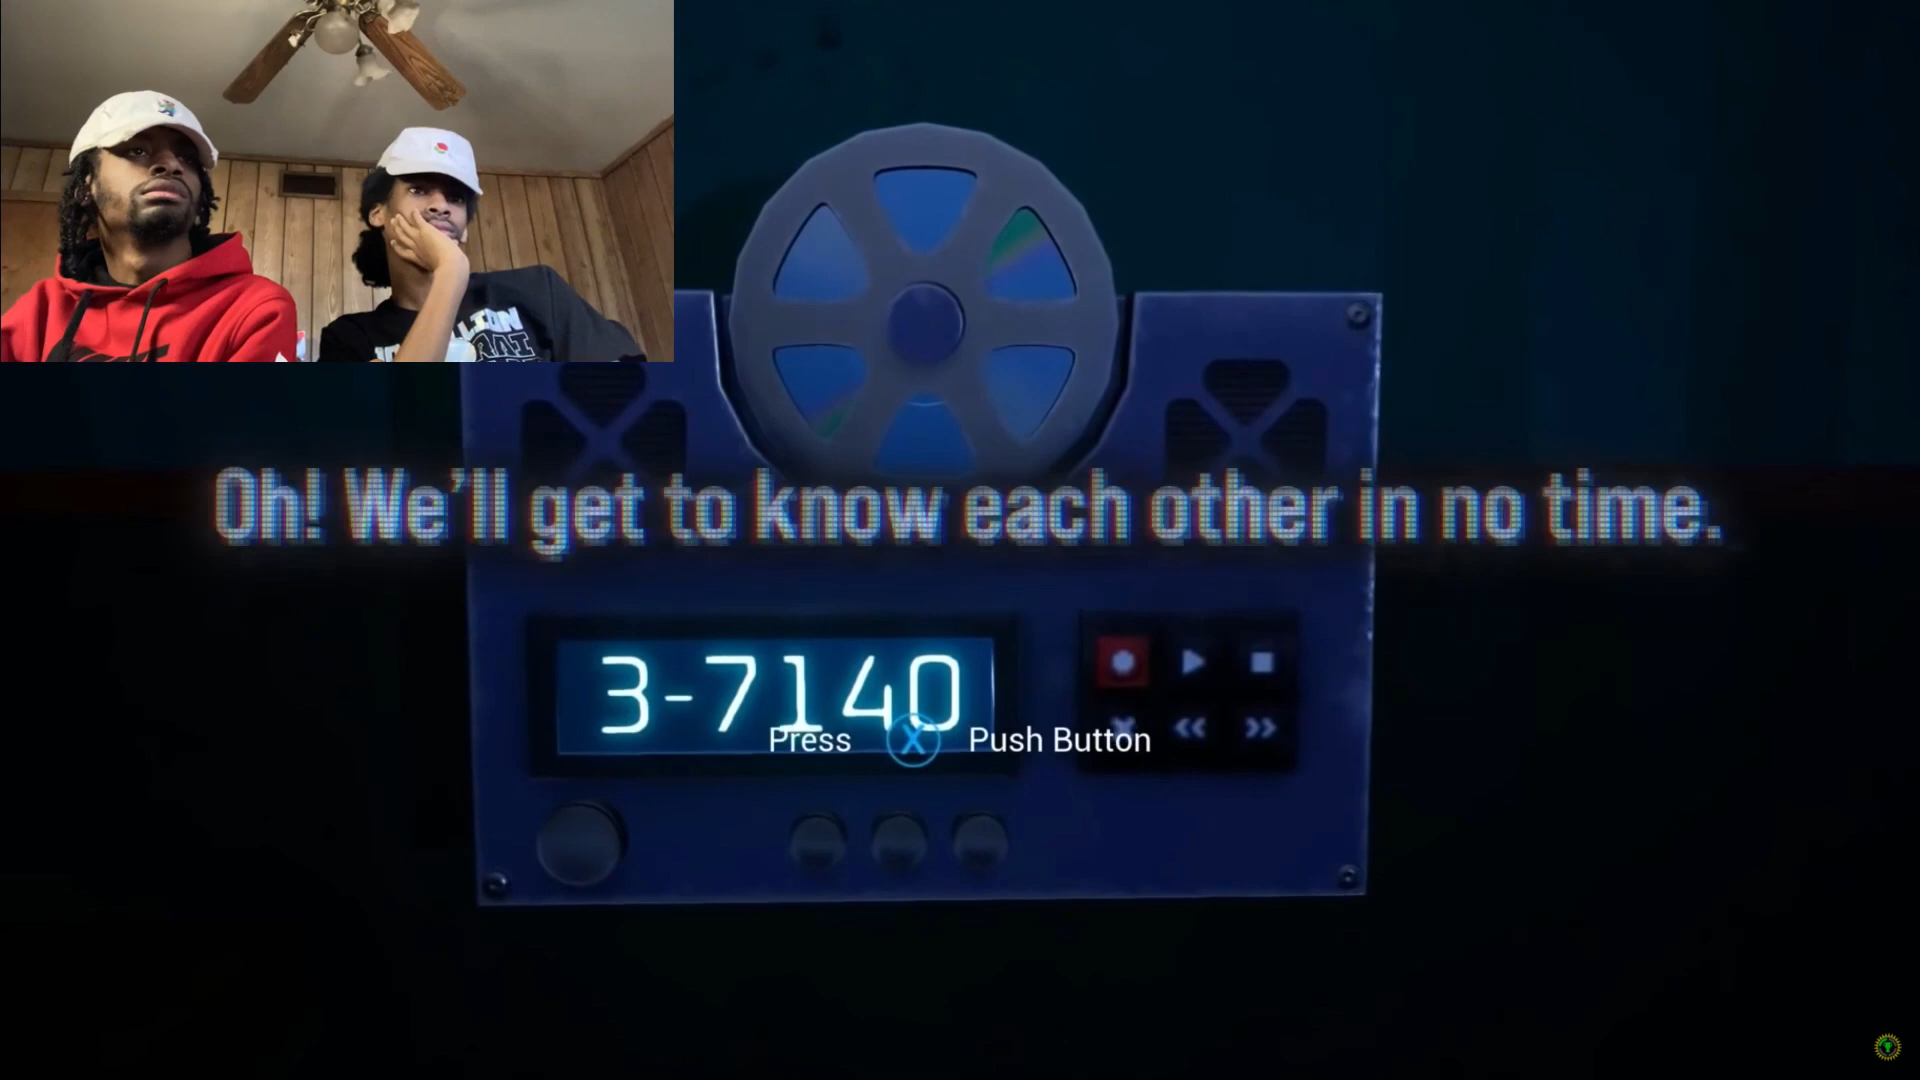 Oh! We'll get to know each other in no time.
3-7140
Press X Push Button